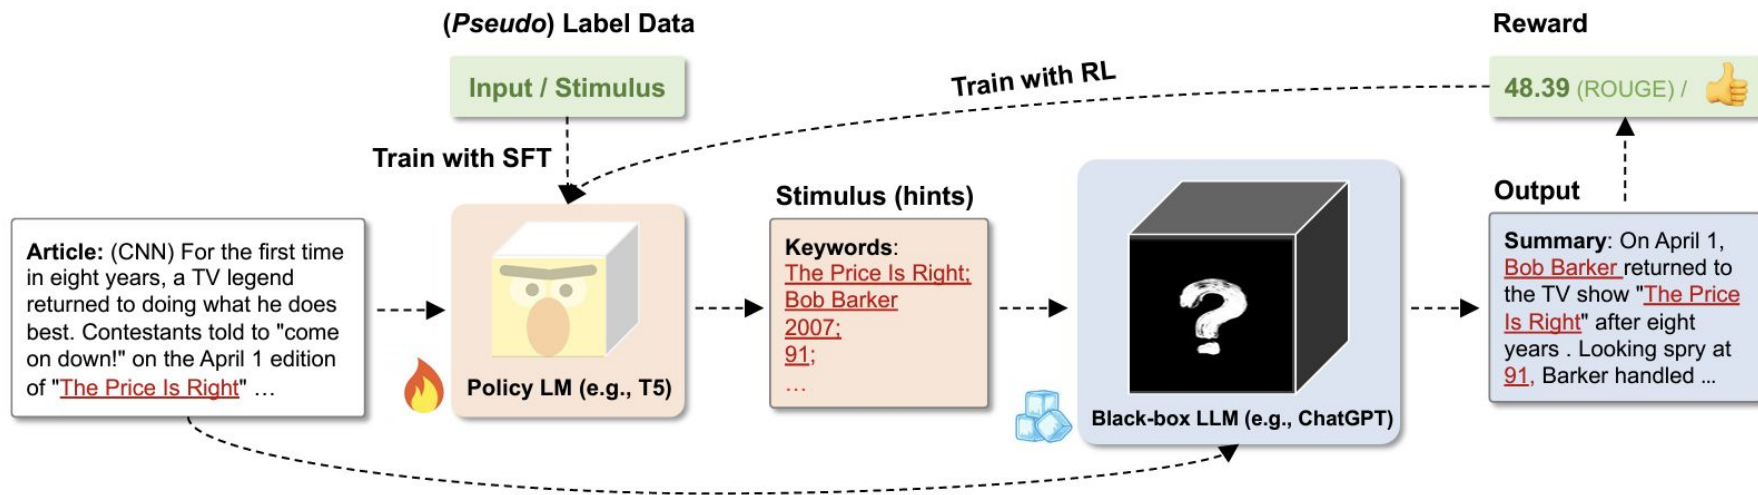 (Pseudo) Label Data
Input / Stimulus
Train with SFT
Train with RL
Reward
48.39 (ROUGE) /
Article: (CNN) For the first time
in eight years, a TV legend
returned to doing what he does
best. Contestants told to "come
on down!" on the April 1 edition
of "The Price Is Right" ...
Policy LM (e.g., T5)
Stimulus (hints)
Keywords:
The Price Is Right;
Bob Barker
2007;
91;
...
?
Black-box LLM (e.g., ChatGPT)
Output
Summary: On April 1,
Bob Barker returned to
the TV show "The Price
Is Right" after eight
years . Looking spry at
91, Barker handled ...